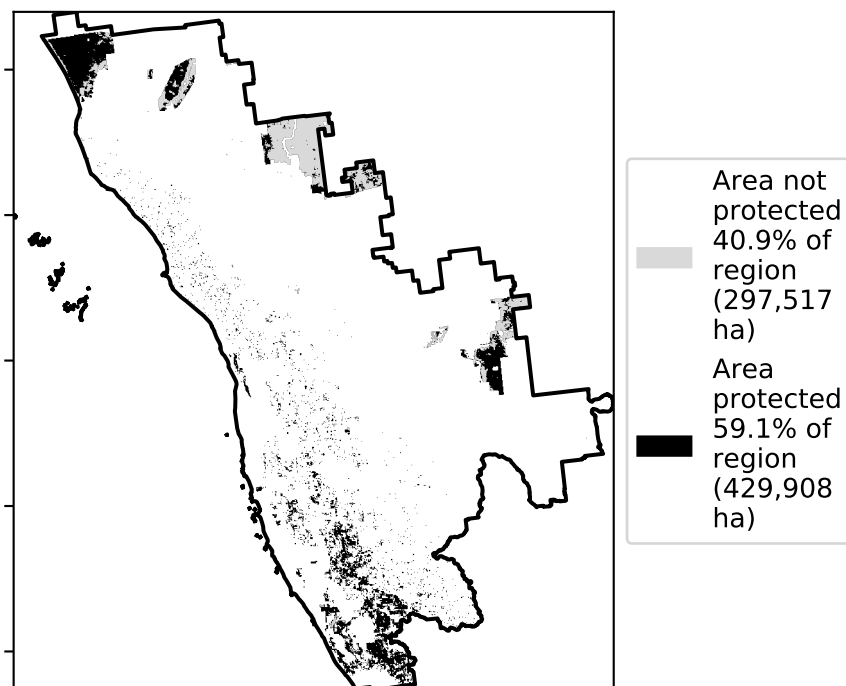 Area not
protected
40.9% of
region
(297,517
ha)
Area
protected
59.1% of
region
(429,908
ha)